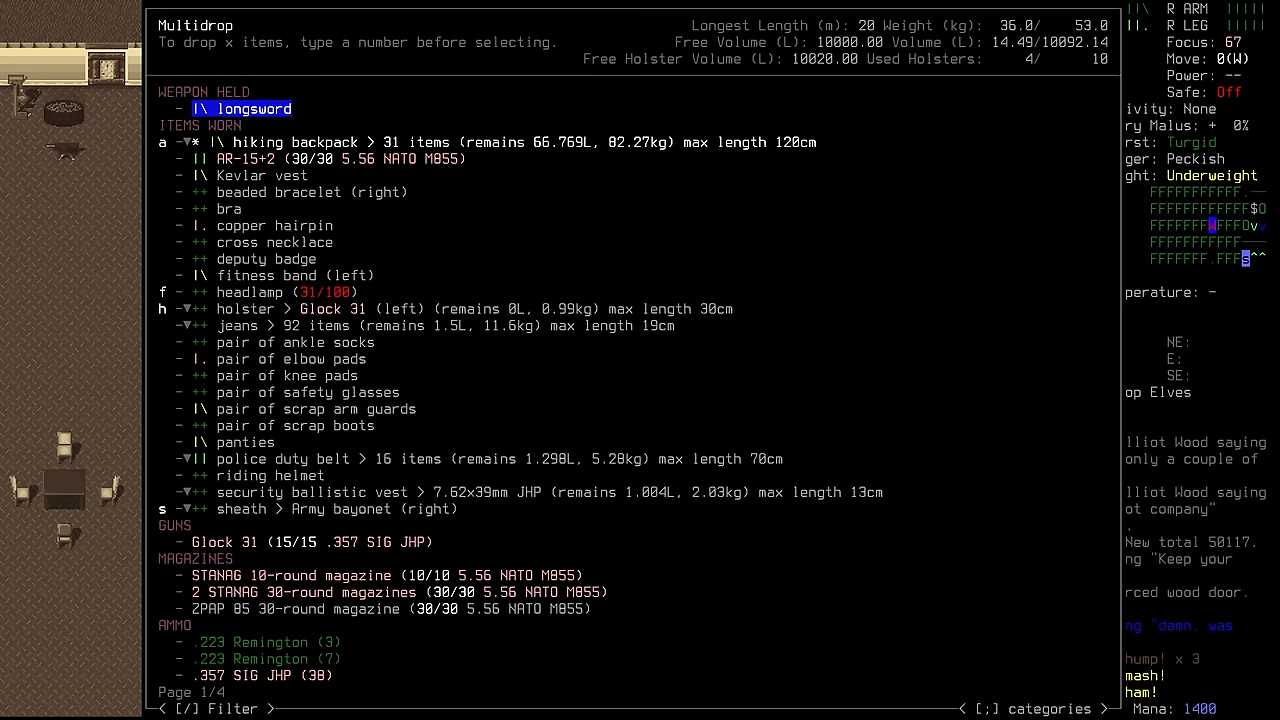 Multidrop
Longest Length (m): 20 Weight (kg): 36.0/ 53.0
To drop x items, type a number before selecting.
Free Volume (L): 10000.00 Volume (L): 14.49/10092.14
Free Holster Volume (L): 10020.00 Used Holsters: 4/ 10
WEAPON HELD
- |\ longsword
ITEMS WORN
a -▼* |\ hiking backpack > 31 items (remains 66.769L, 82.27kg) max length 120cm
- || AR-15+2 (30/30 5.56 NATO M855)
- |\ Kevlar vest
- ++ beaded bracelet (right)
- ++ bra
- |. copper hairpin
- ++ cross necklace
- ++ deputy badge
- |\ fitness band (left)
f - ++ headlamp (31/100)
h -▼++ holster > Glock 31 (left) (remains 0L, 0.99kg) max length 30cm
-▼++ jeans > 92 items (remains 1.5L, 11.6kg) max length 19cm
- ++ pair of ankle socks
- |. pair of elbow pads
- ++ pair of knee pads
- ++ pair of safety glasses
- |\ pair of scrap arm guards
- ++ pair of scrap boots
- |\ panties
-▼|| police duty belt > 16 items (remains 1.298L, 5.28kg) max length 70cm
- ++ riding helmet
-▼++ security ballistic vest > 7.62x39mm JHP (remains 1.004L, 2.03kg) max length 13cm
s -▼++ sheath > Army bayonet (right)
GUNS
- Glock 31 (15/15 .357 SIG JHP)
MAGAZINES
- STANAG 10-round magazine (10/10 5.56 NATO M855)
- 2 STANAG 30-round magazines (30/30 5.56 NATO M855)
- ZPAP 85 30-round magazine (30/30 5.56 NATO M855)
AMMO
- .223 Remington (3)
- .223 Remington (7)
- .357 SIG JHP (38)
Page 1/4
< [/] Filter >
< [;] categories >
||\ R ARM |||||
||. R LEG |||||
Focus: 67
Move: 0(W)
Power: --
Safe: Off
ivity: None
ry Malus: + 0%
rst: Turgid
ger: Peckish
ght: Underweight
perature: -
NE:
E:
SE:
op Elves
lliot Wood saying
only a couple of
lliot Wood saying
ot company"
.
New total 50117.
ng "Keep your
rced wood door.
ng "damn. was
hump! x 3
mash!
ham!
Mana: 1400